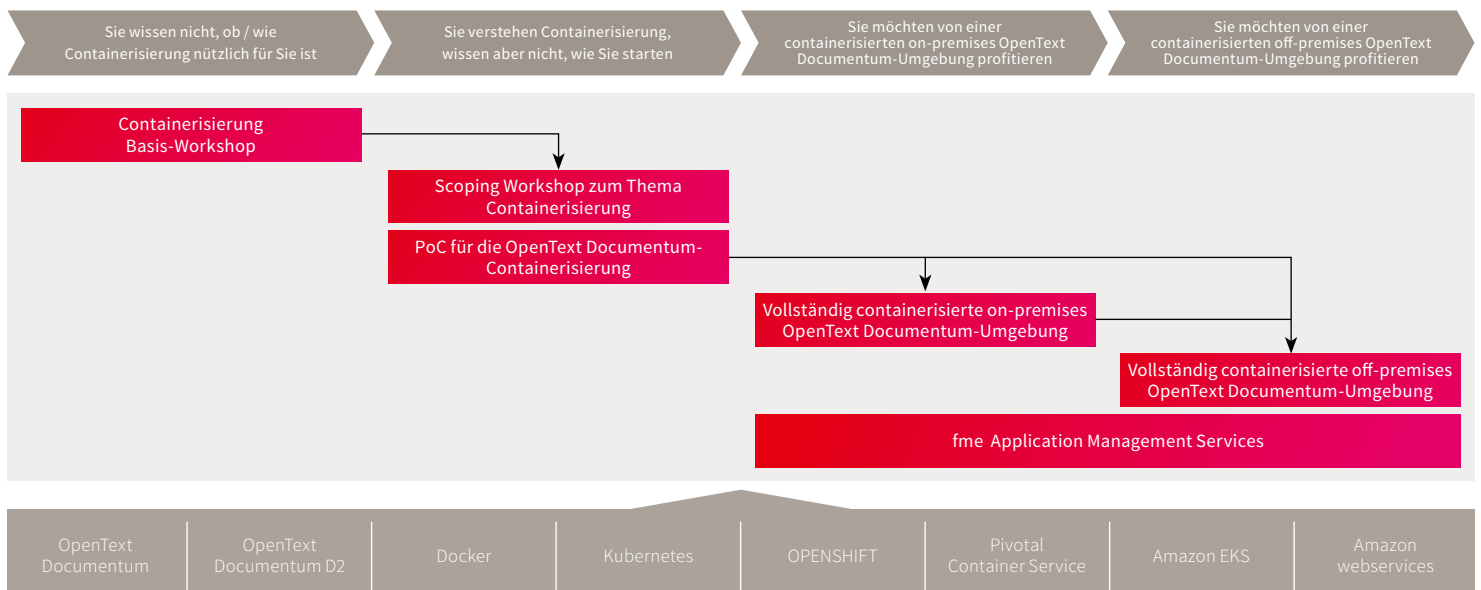 Sie wissen nicht, ob / wie
Containerisierung nützlich für Sie ist
Sie verstehen Containerisierung,
wissen aber nicht, wie Sie starten
Sie möchten von einer
containerisierten on-premises OpenText
Documentum-Umgebung profitieren
Sie möchten von einer
containerisierten off-premises OpenText
Documentum-Umgebung profitieren
Containerisierung
Basis-Workshop
Scoping Workshop zum Thema
Containerisierung
PoC für die OpenText Documentum-
Containerisierung
Vollständig containerisierte on-premises
OpenText Documentum-Umgebung
Vollständig containerisierte off-premises
OpenText Documentum-Umgebung
fme Application Management Services
OpenText
Documentum
OpenText
Documentum D2
Docker
Kubernetes
OPENSHIFT
Pivotal
Container Service
Amazon EKS
Amazon
webservices